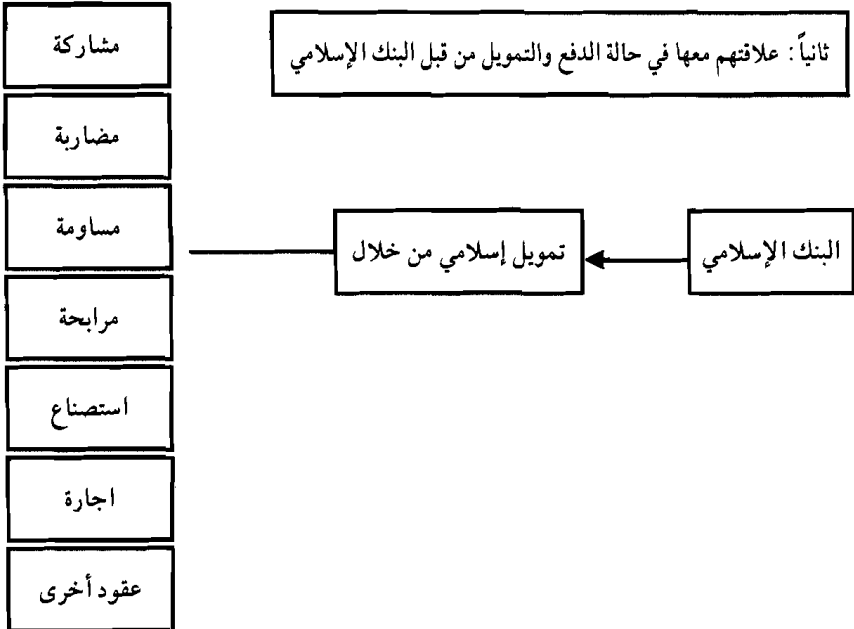 ثانياً: علاقتهم معها في حالة الدفع والتمويل من قبل البنك الإسلامي
البنك الإسلامي
تمويل إسلامي من خلال
مشاركة
مضاربة
مساومة
مرابحة
استصناع
اجارة
عقود أخرى